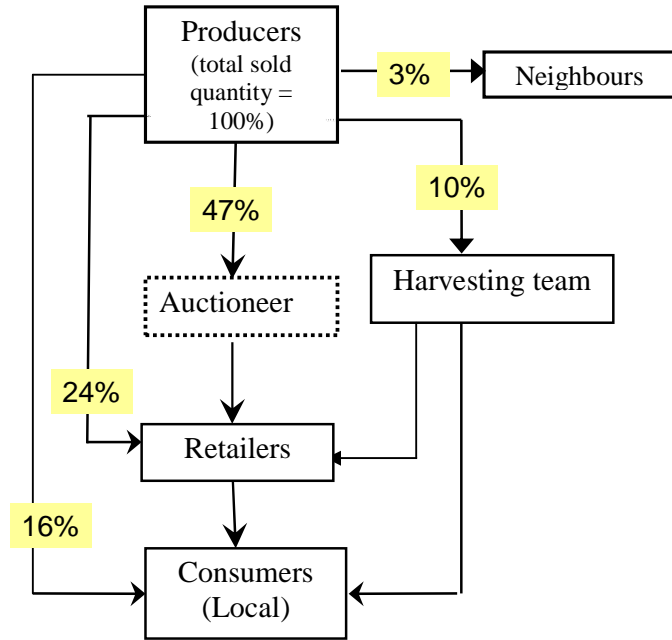 Producers
(total sold
quantity =
100%)
3%
Neighbours
47%
10%
Auctioneer
Harvesting team
24%
Retailers
16%
Consumers
(Local)